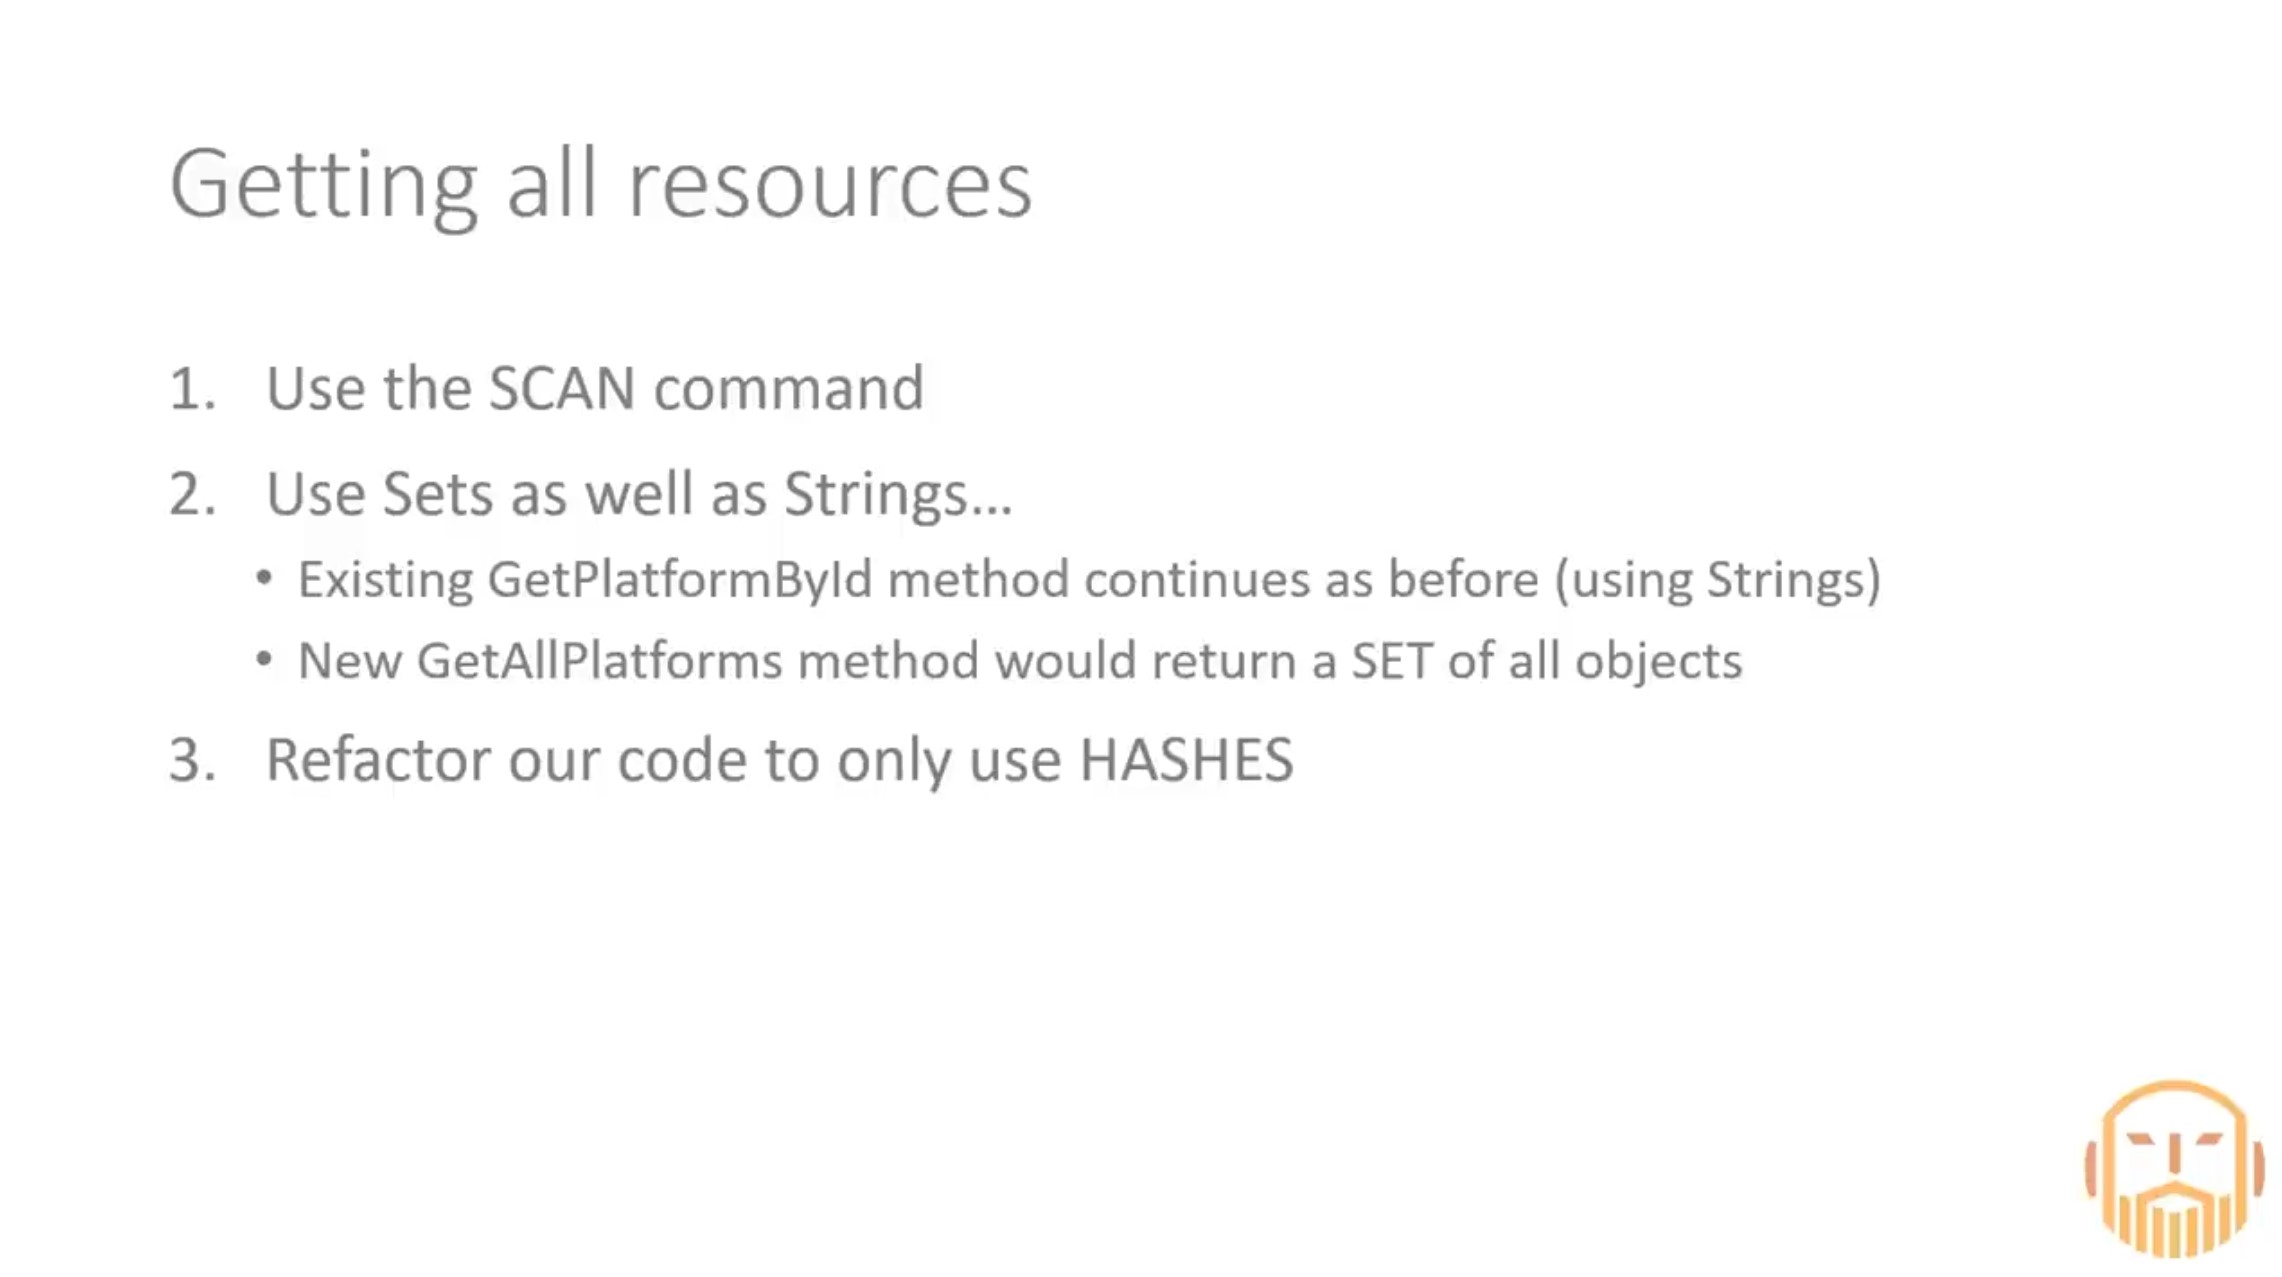 Getting all resources
1. Use the SCAN command
2. Use Sets as well as Strings...
• Existing GetPlatformById method continues as before (using Strings)
• New GetAllPlatforms method would return a SET of all objects
3. Refactor our code to only use HASHES